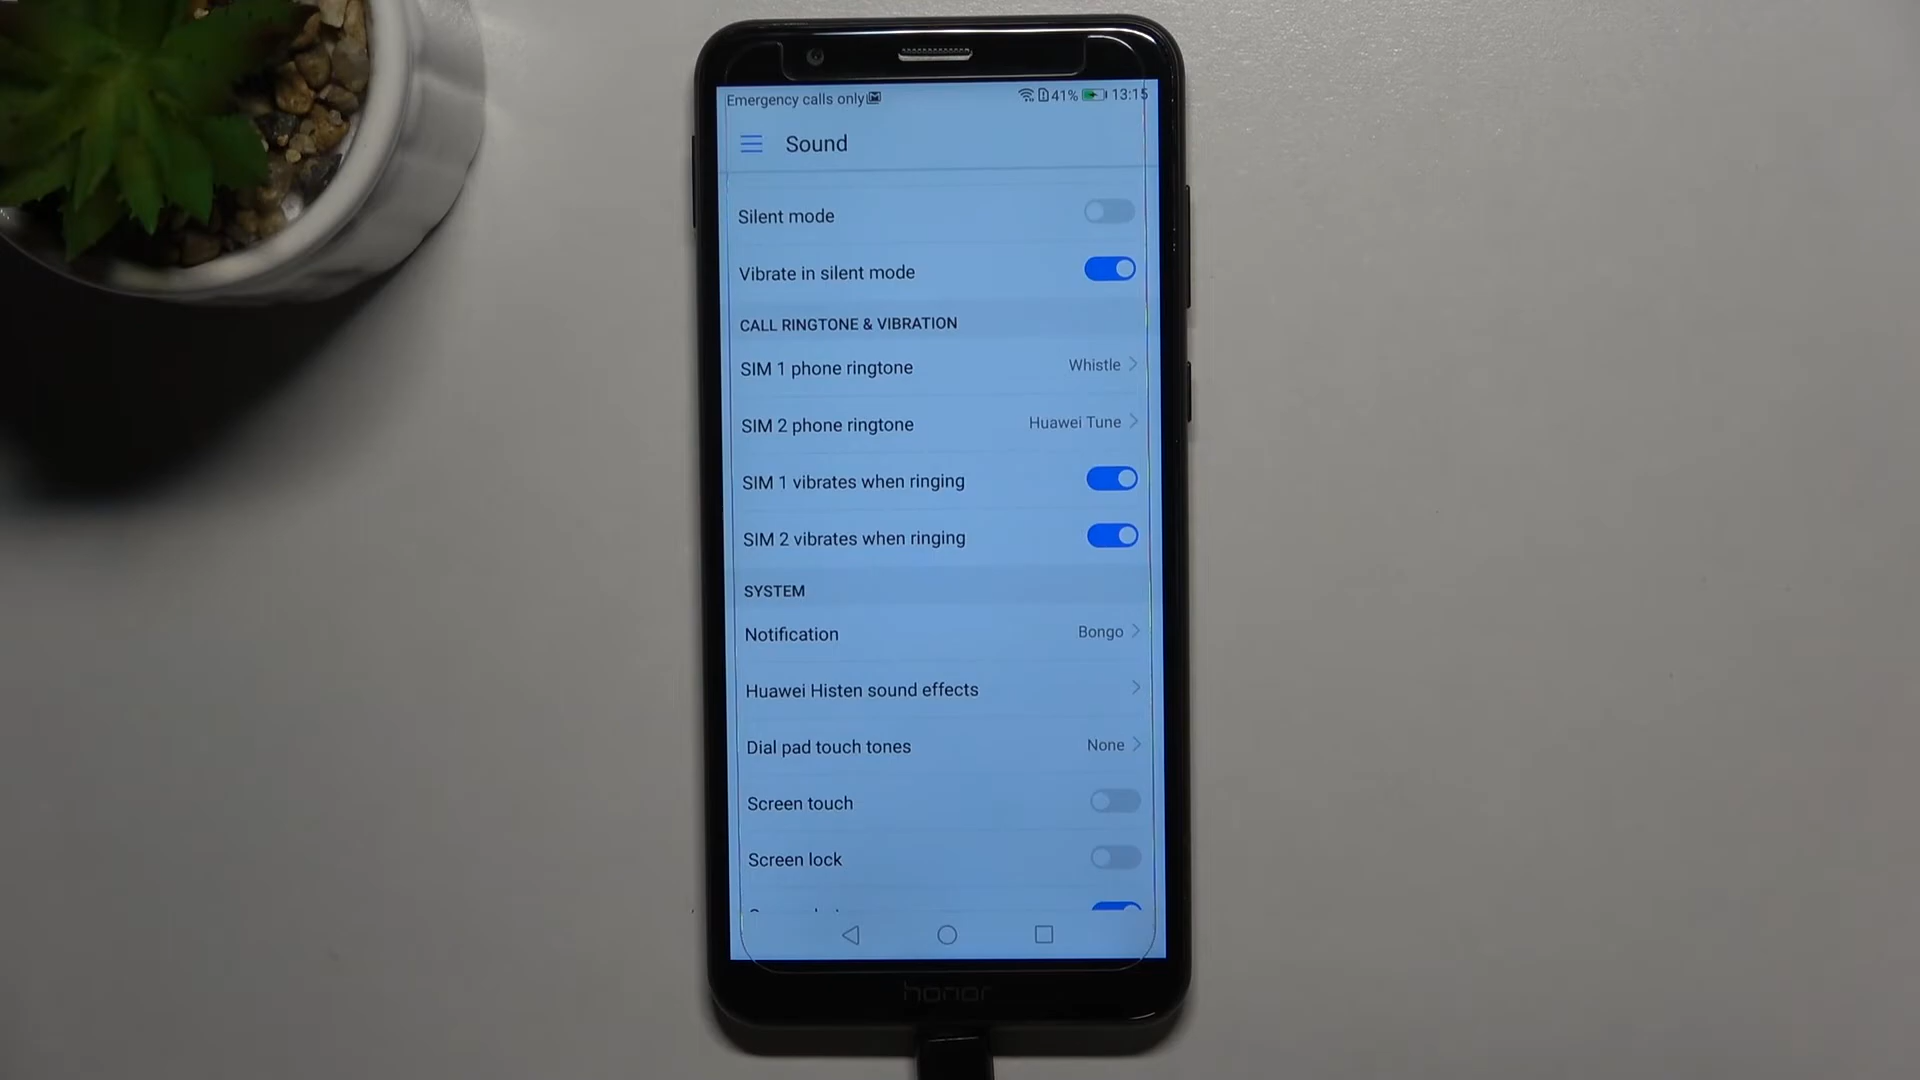 Emergency calls only 41% 13:15
Sound
Silent mode
Vibrate in silent mode
CALL RINGTONE & VIBRATION
SIM 1 phone ringtone Whistle
SIM 2 phone ringtone Huawei Tune
SIM 1 vibrates when ringing
SIM 2 vibrates when ringing
SYSTEM
Notification Bongo
Huawei Histen sound effects
Dial pad touch tones None
Screen touch
Screen lock
honor